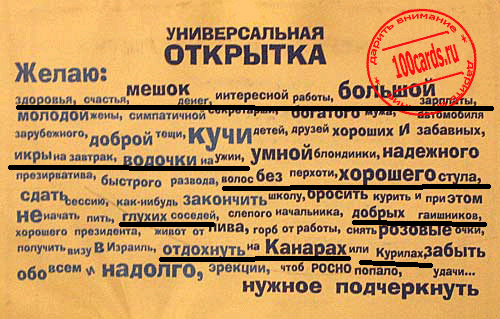 УНИВЕРСАЛЬНАЯ
ОТКРЫТКА
Желаю:
здоровья, счастья, мешок денег, интересной работы, большой зарплаты,
молодой жены, симпатичной секретарши, богатого мужа, автомобиля
зарубежного, доброй тещи, кучи детей, друзей хороших И забавных,
икры на завтрак, водочки на ужин, умной блондинки, надежного
презирватива, быстрого развода, волос без перхоти, хорошего стула,
сдать сессию, как-нибудь закончить школу, бросить курить и при этом
не начать пить, глухих соседей, слепого начальника, добрых гаишников,
хорошего президента, живот от пива, горб от работы, снять розовые очки,
получить визу в Израиль, отдохнуть на Канарах или Курилах, забыть
обо всем и надолго, эрекции, чтоб РОСНО попало, удачи...
нужное подчеркнуть
дарить внимание
100cards.ru
дарить